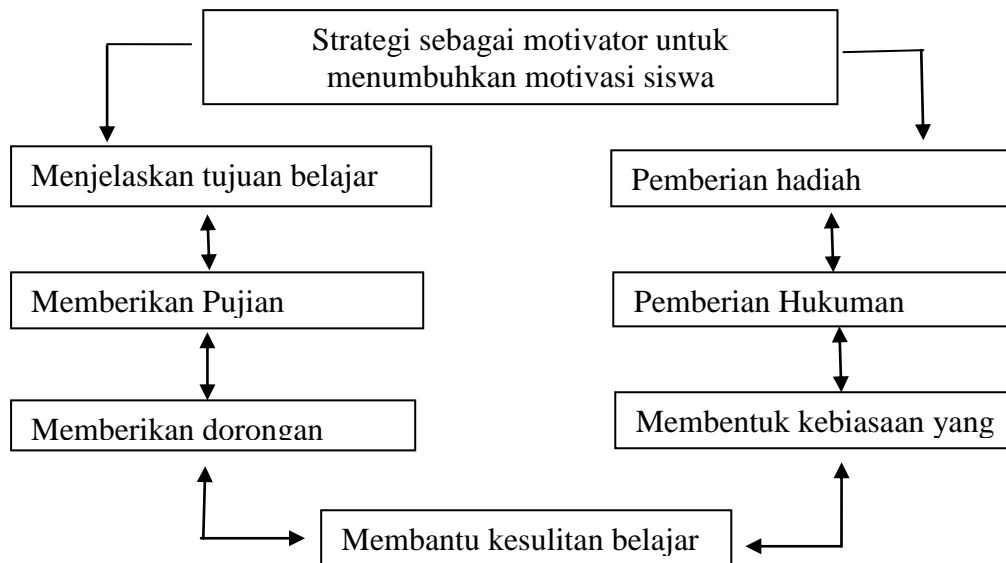 Strategi sebagai motivator untuk
menumbuhkan motivasi siswa
Menjelaskan tujuan belajar
Pemberian hadiah
Memberikan Pujian
Pemberian Hukuman
Memberikan dorongan
Membentuk kebiasaan yang
Membantu kesulitan belajar